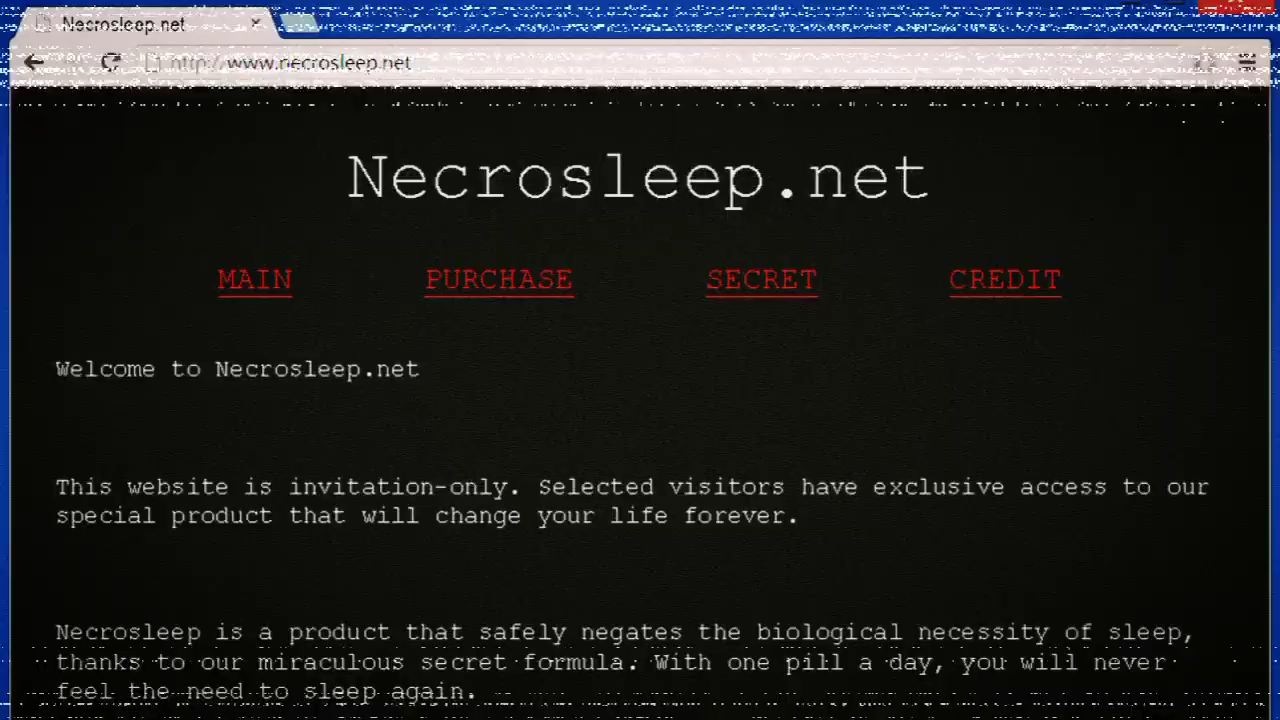 Necrosleep.net
http://www.necrosleep.net
Necrosleep.net
MAIN PURCHASE SECRET CREDIT
Welcome to Necrosleep.net
This website is invitation-only. Selected visitors have exclusive access to our
special product that will change your life forever.
Necrosleep is a product that safely negates the biological necessity of sleep,
thanks to our miraculous secret formula. With one pill a day, you will never
feel the need to sleep again.